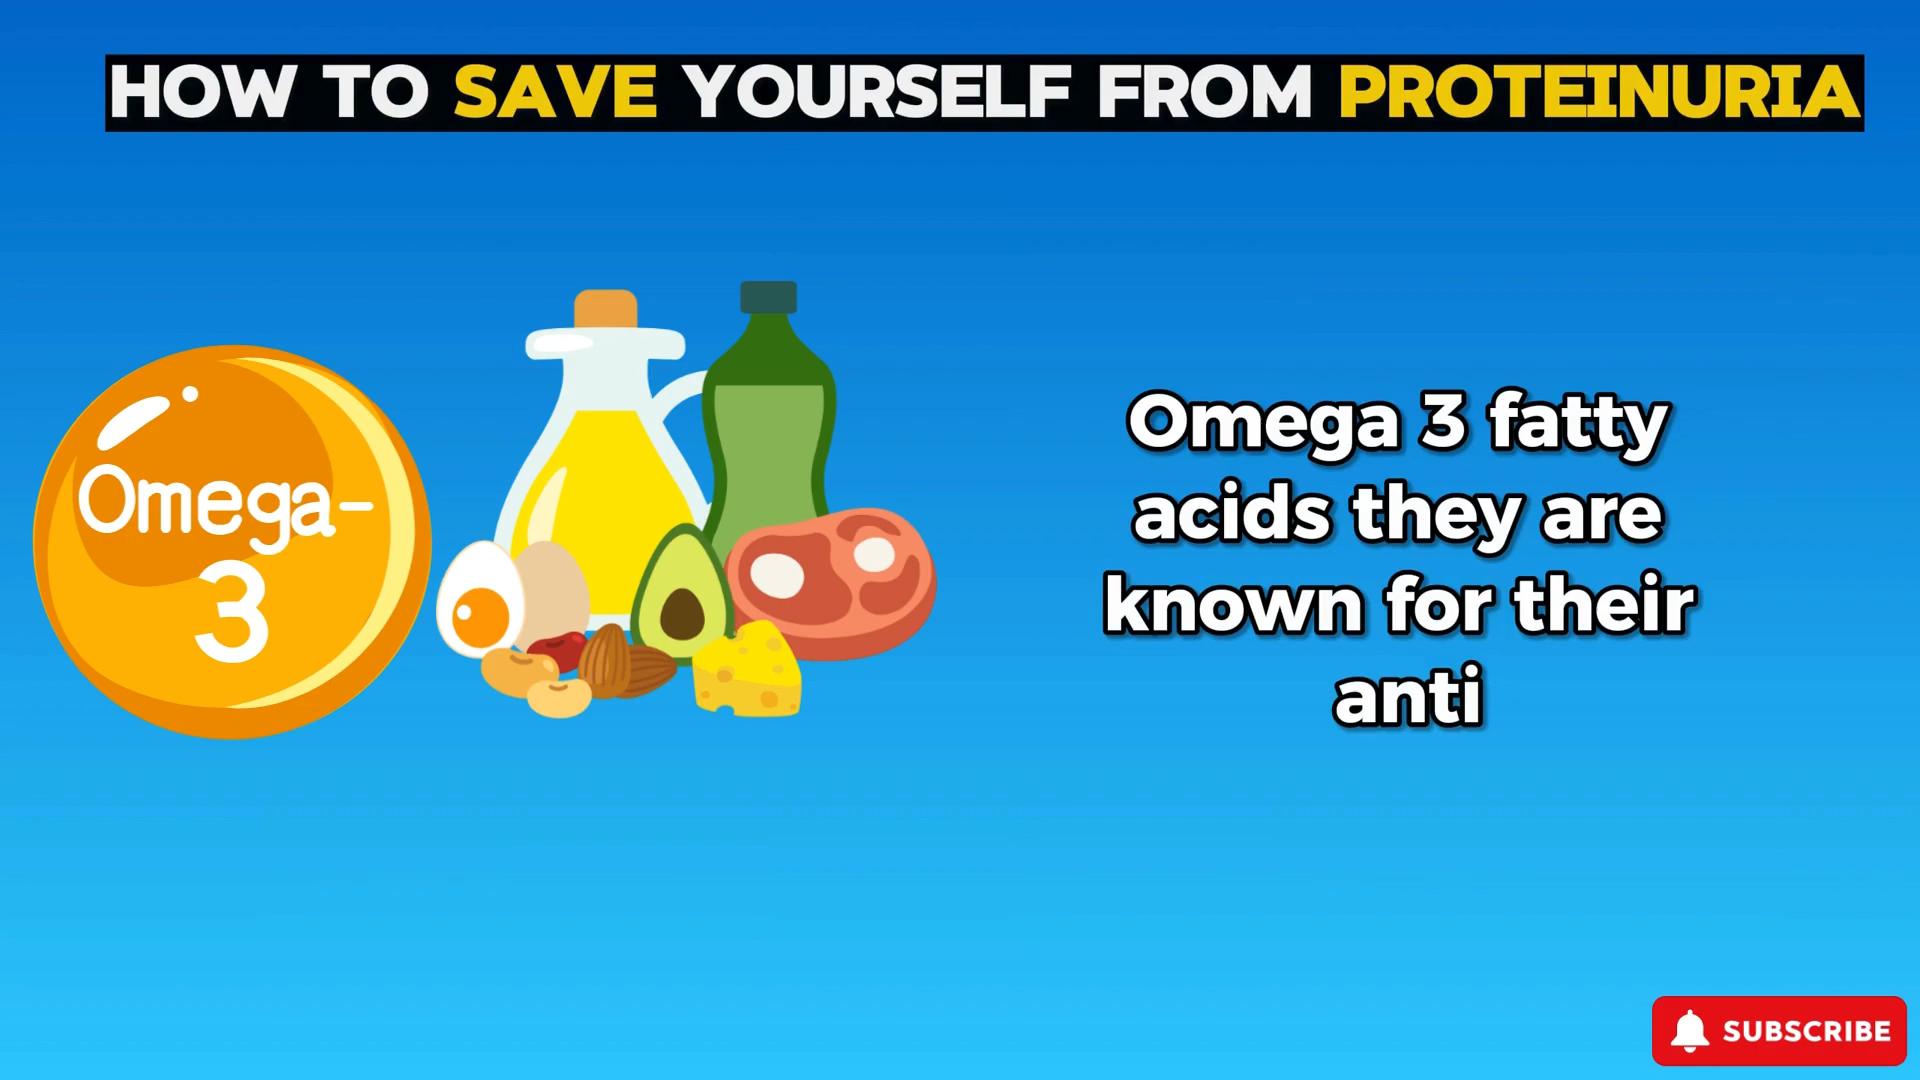 HOW TO SAVE YOURSELF FROM PROTEINURIA
Omega-
3
Omega 3 fatty
acids they are
known for their
anti
SUBSCRIBE